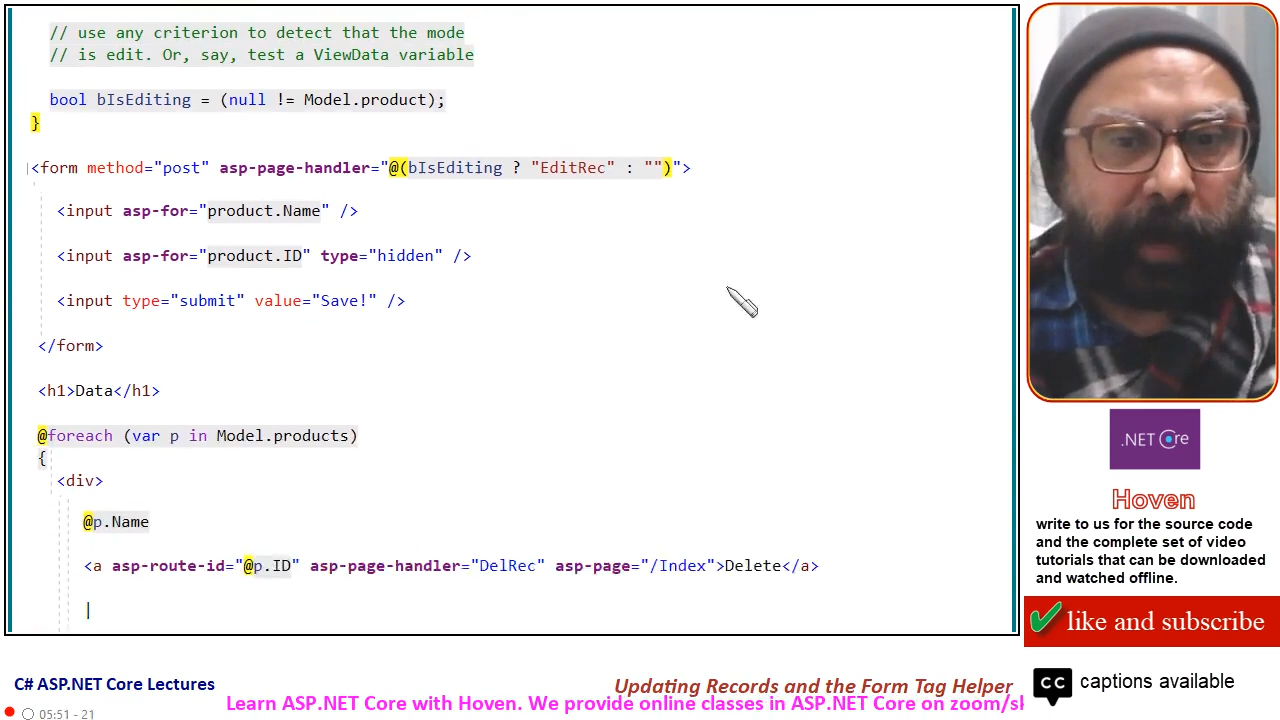 // use any criterion to detect that the mode
// is edit. Or, say, test a ViewData variable
bool bIsEditing = (null != Model.product);
}
<form method="post" asp-page-handler="@(bIsEditing ? "EditRec" : "")">
<input asp-for="product.Name" />
<input asp-for="product.ID" type="hidden" />
<input type="submit" value="Save!" />
</form>
<h1>Data</h1>
@foreach (var p in Model.products)
{
<div>
@p.Name
<a asp-route-id="@p.ID" asp-page-handler="DelRec" asp-page="/Index">Delete</a>
.NET Core
Hoven
write to us for the source code
and the complete set of video
tutorials that can be downloaded
and watched offline.
like and subscribe
CC captions available
C# ASP.NET Core Lectures
Updating Records and the Form Tag Helper
Learn ASP.NET Core with Hoven. We provide online classes in ASP.NET Core on zoom/sk
05:51 - 21